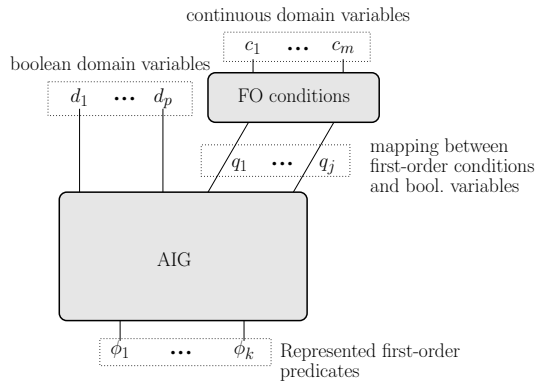 continuous domain variables
c1 ... cm
boolean domain variables
d1 ... dp
FO conditions
mapping between
first-order conditions
and bool. variables
q1 ... qj
AIG
ϕ1 ... ϕk
Represented first-order
predicates